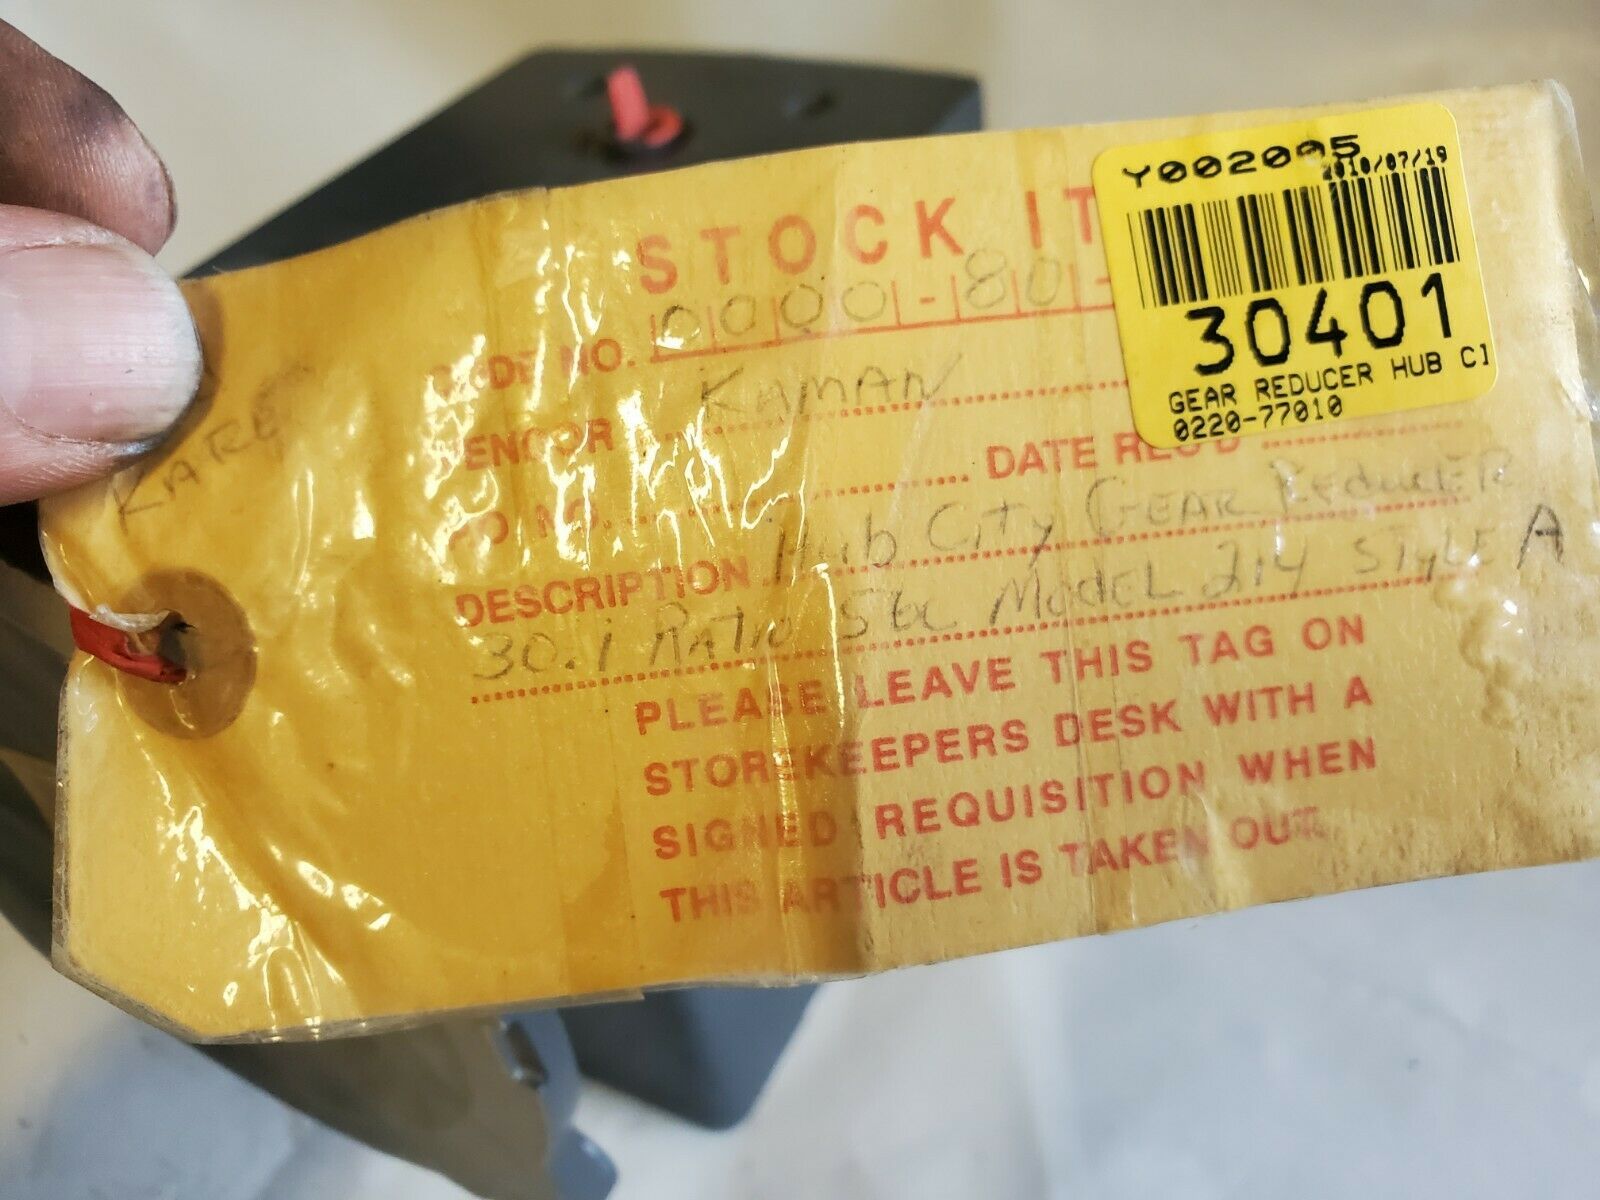 Y002095
2010/07/19
30401
GEAR REDUCER HUB CI
0220-77010
STOCK IT
CODE NO. 0000-80-
VENDOR KAMAN
DATE REC'D
P.O. NO.
DESCRIPTION Hub City GEAR REDUCER
30.1 RATIO 56C MODEL 214 STYLE A
PLEASE LEAVE THIS TAG ON
STOREKEEPERS DESK WITH A
SIGNED REQUISITION WHEN
THIS ARTICLE IS TAKEN OUT.